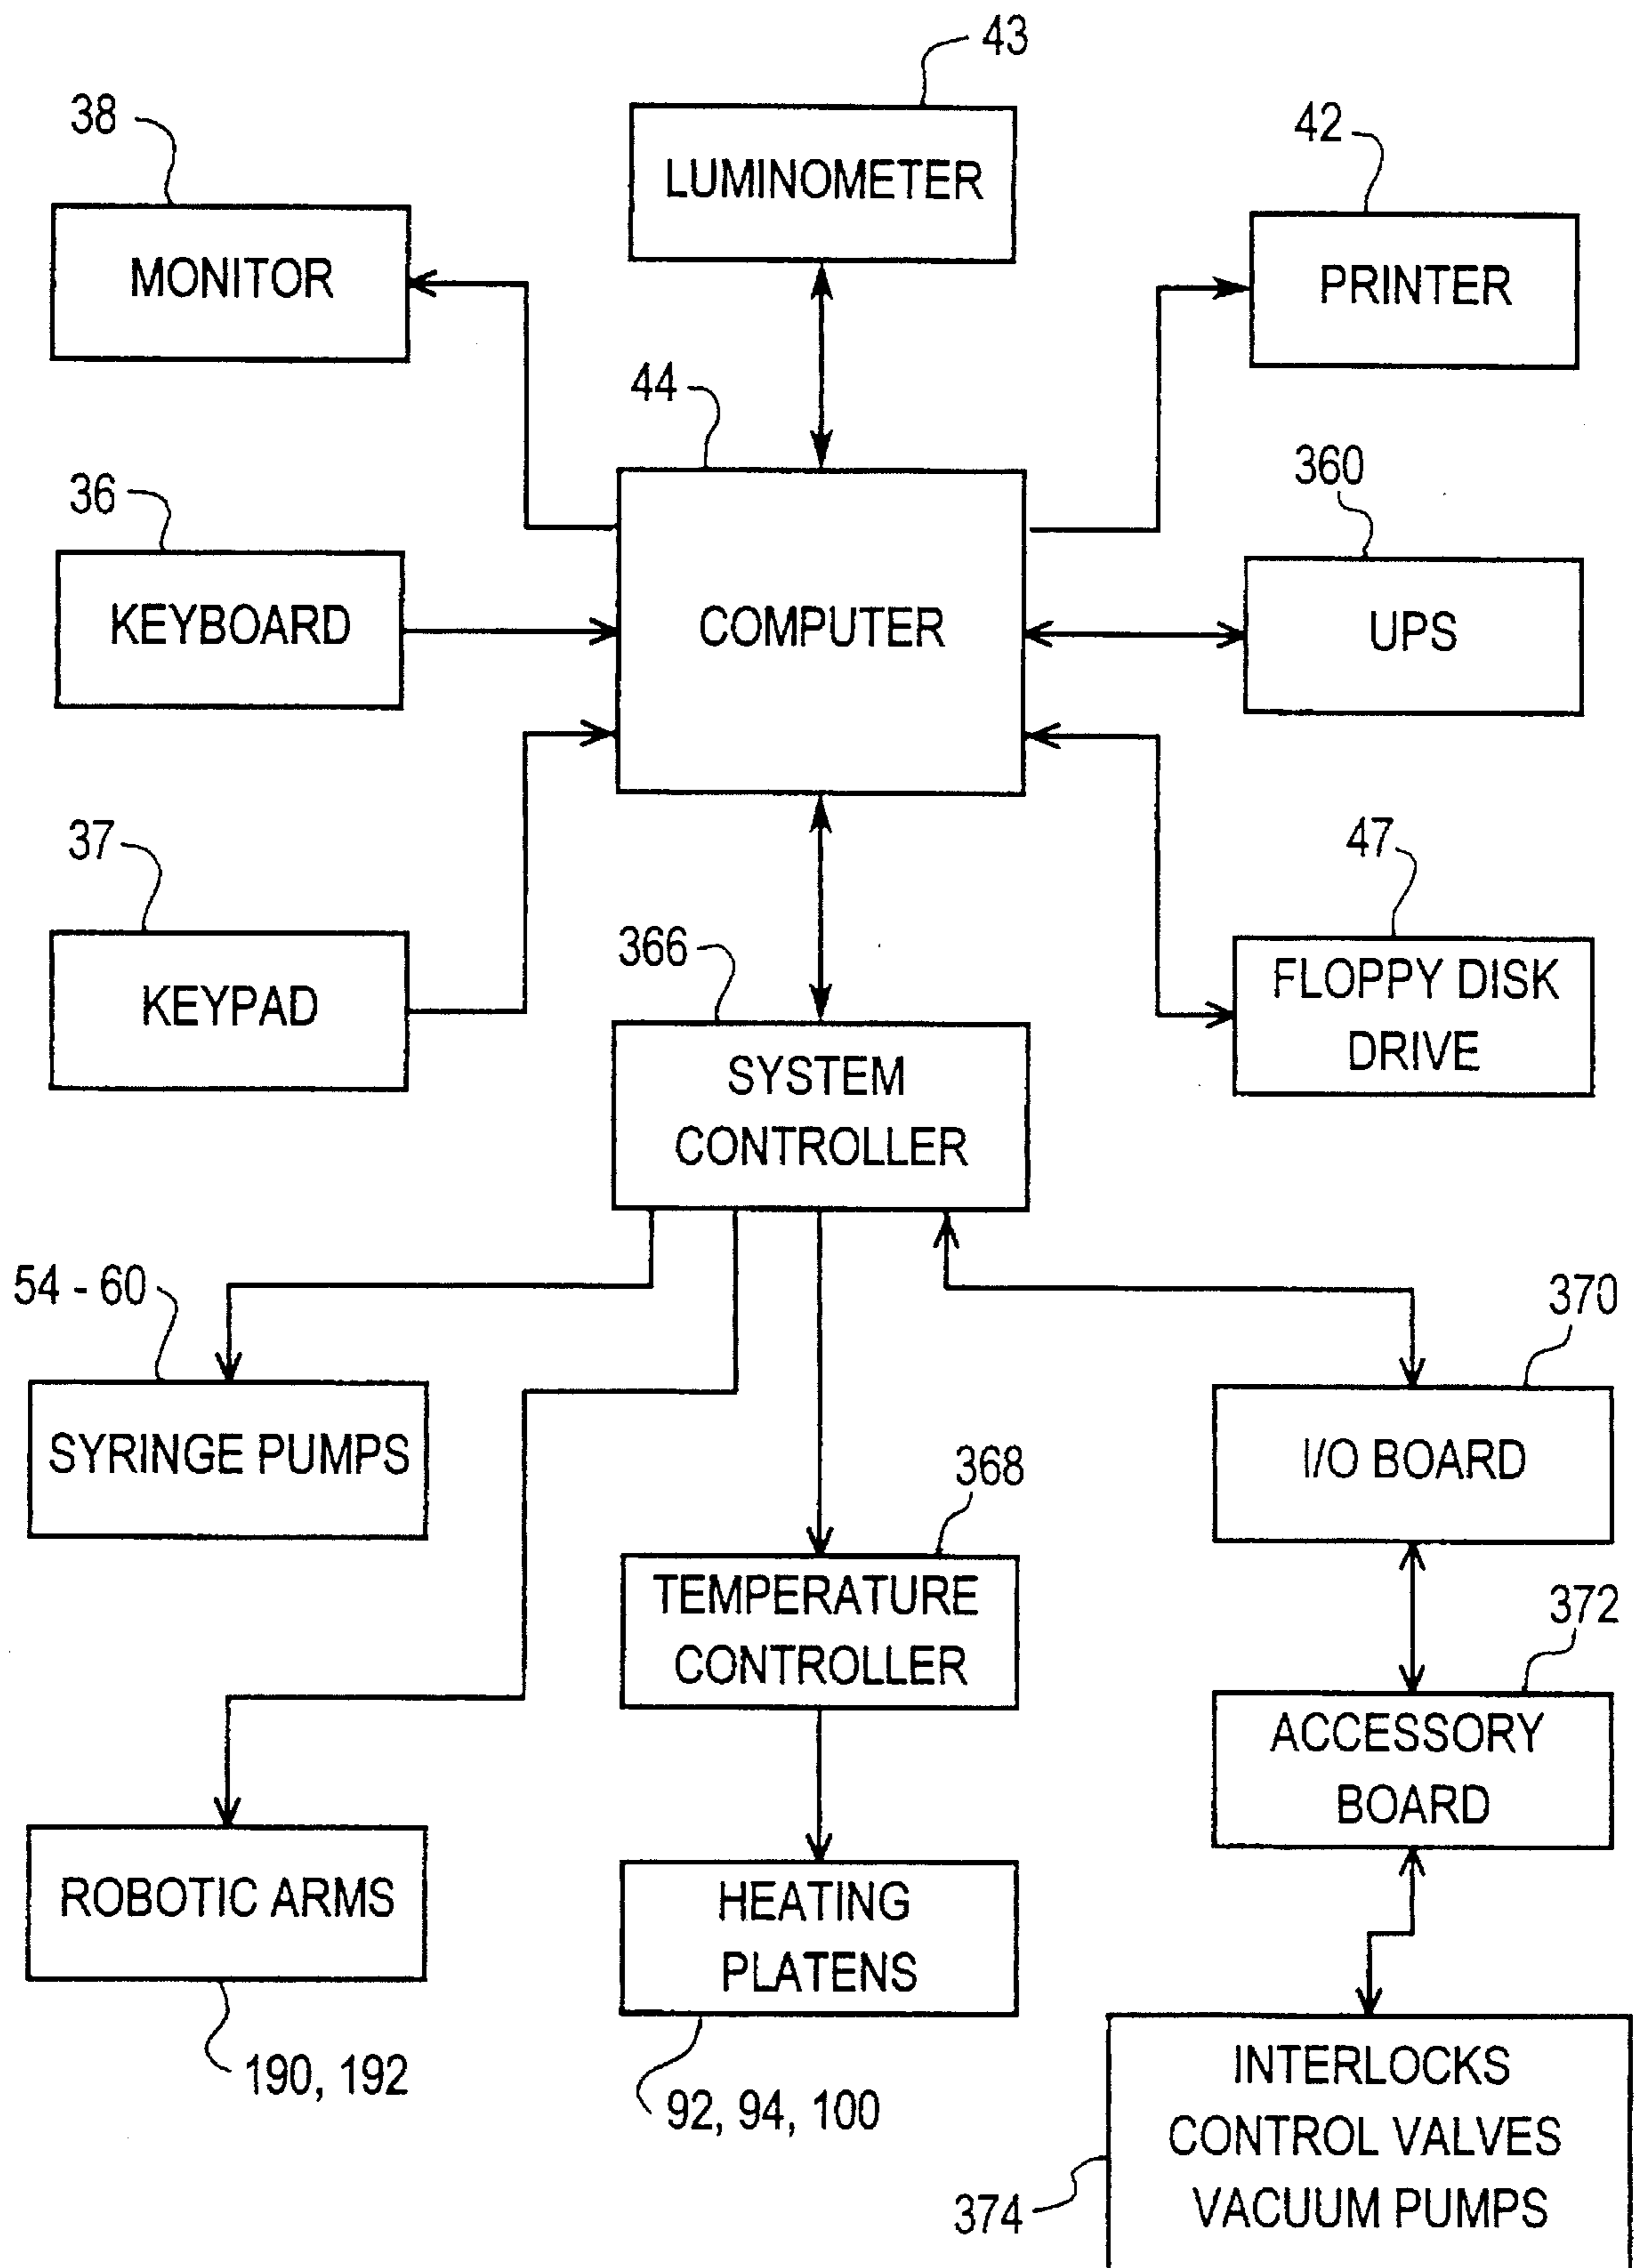 43
38
42
LUMINOMETER
MONITOR
PRINTER
44
36
360
KEYBOARD
COMPUTER
UPS
37
47
366
KEYPAD
FLOPPY DISK
DRIVE
SYSTEM
CONTROLLER
54 - 60
370
SYRINGE PUMPS
I/O BOARD
368
TEMPERATURE
CONTROLLER
372
ACCESSORY
BOARD
ROBOTIC ARMS
HEATING
PLATENS
190, 192
92, 94, 100
INTERLOCKS
CONTROL VALVES
VACUUM PUMPS
374